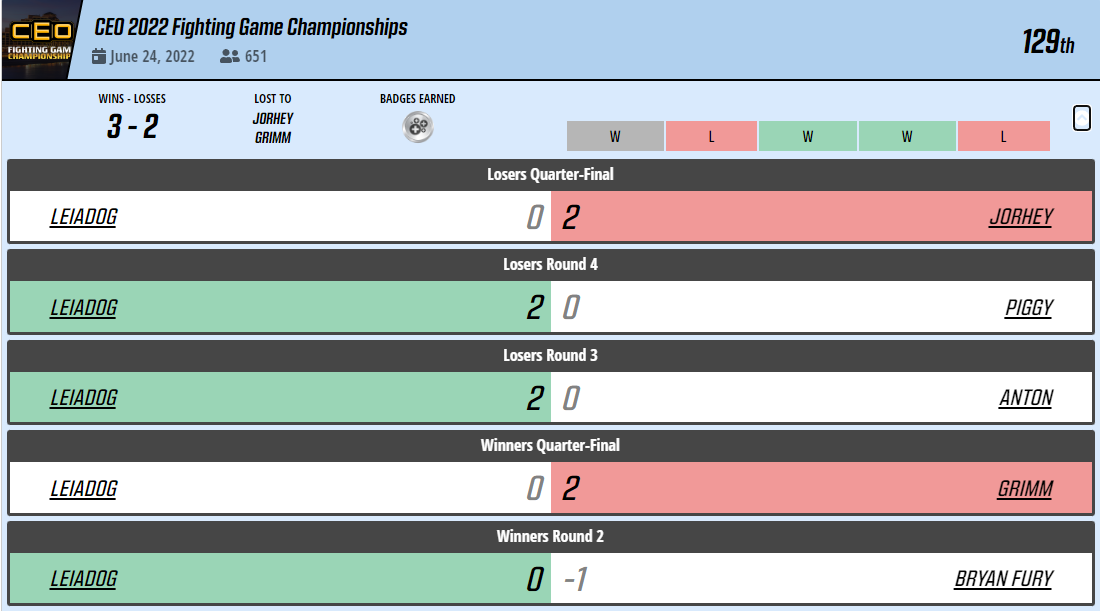 CEO
FIGHTING GAM
CHAMPIONSHIP
CEO 2022 Fighting Game Championships
June 24, 2022 651
129th
WINS - LOSSES
3 - 2
LOST TO
JORHEY
GRIMM
BADGES EARNED
W L W W L
Losers Quarter-Final
LEIADOG 0 2 JORHEY
Losers Round 4
LEIADOG 2 0 PIGGY
Losers Round 3
LEIADOG 2 0 ANTON
Winners Quarter-Final
LEIADOG 0 2 GRIMM
Winners Round 2
LEIADOG 0 -1 BRYAN FURY